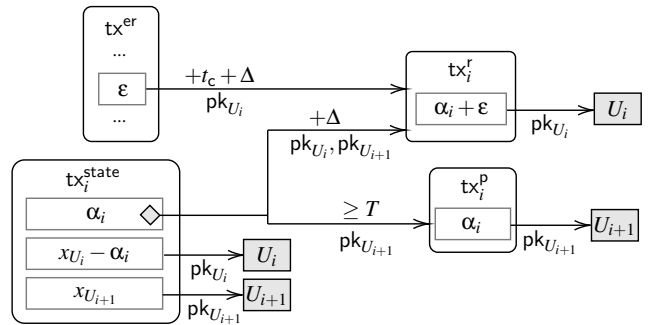 tx^er
...
ε
...
+t_c + Δ
pk_{U_i}
tx_i^r
α_i + ε
pk_{U_i}
U_i
+Δ
pk_{U_i}, pk_{U_{i+1}}
tx_i^state
α_i
x_{U_i} − α_i
pk_{U_i}
U_i
x_{U_{i+1}}
pk_{U_{i+1}}
U_{i+1}
≥ T
pk_{U_{i+1}}
tx_i^p
α_i
pk_{U_{i+1}}
U_{i+1}